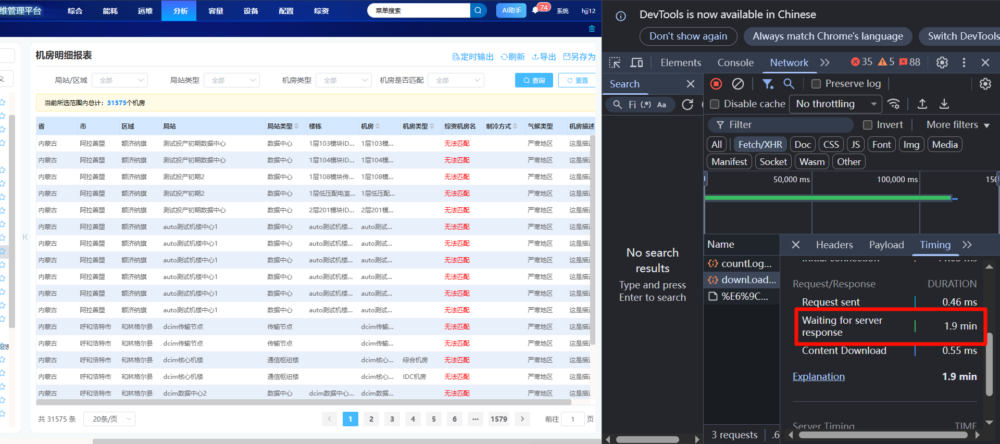 维管理平台 综合 能耗 运维 分析 容量 设备 配置 综资 菜单搜索 AI助手 74 系统 hjj12
机房明细报表 定时输出 刷新 导出 另存为
义
局站/区域 全部 局站类型 全部 机房类型 全部 机房是否匹配 全部 查询 重置
当前所选范围内总计：31575个机房
省 市 区域 局站 局站类型 楼栋 机房 机房类型 综资机房名 制冷方式 气候类型 机房描述
内蒙古 阿拉善盟 额济纳旗 测试投产初期数据中心 数据中心 1层103模块ID... 1层103模... 无法匹配 严寒地区 这是描述
内蒙古 阿拉善盟 额济纳旗 测试投产初期数据中心 数据中心 1层104模块ID... 1层104模... 无法匹配 严寒地区 这是描述
内蒙古 阿拉善盟 额济纳旗 测试投产初期2 数据中心 1层108模块传... 1层108模... 无法匹配 严寒地区 这是描述
内蒙古 阿拉善盟 额济纳旗 测试投产初期2 数据中心 1层低压配电室... 1层低压配... 无法匹配 严寒地区 这是描述
内蒙古 阿拉善盟 额济纳旗 测试投产初期数据中心 数据中心 2层201模块ID... 2层201模... 无法匹配 严寒地区 这是描述
内蒙古 阿拉善盟 额济纳旗 auto测试机楼中心1 数据中心 auto测试机楼... auto测试... 无法匹配 严寒地区 这是描述
内蒙古 阿拉善盟 额济纳旗 auto测试机楼中心1 数据中心 auto测试机楼... auto测试... 无法匹配 严寒地区 这是描述
内蒙古 阿拉善盟 额济纳旗 auto测试机楼中心1 数据中心 auto测试机楼... auto测试... 无法匹配 严寒地区 这是描述
内蒙古 阿拉善盟 额济纳旗 auto测试机楼中心1 数据中心 auto测试机楼... auto测试... 无法匹配 严寒地区 这是描述
内蒙古 阿拉善盟 额济纳旗 auto测试机楼中心1 数据中心 auto测试机楼... auto测试... 无法匹配 严寒地区 这是描述
内蒙古 阿拉善盟 额济纳旗 auto测试机楼中心1 数据中心 auto测试机楼... auto测试... 无法匹配 严寒地区 这是描述
内蒙古 呼和浩特市 和林格尔县 dcim传输节点 传输节点 dcim传输... 无法匹配 严寒地区 这是描述
内蒙古 呼和浩特市 和林格尔县 dcim传输节点 传输节点 dcim传输... 无法匹配 严寒地区 这是描述
报表
内蒙古 呼和浩特市 和林格尔县 dcim核心机楼 通信枢纽楼 dcim核心... 综合机房 无法匹配 严寒地区 这是描述
内蒙古 呼和浩特市 和林格尔县 dcim核心机楼 通信枢纽楼 dcim核心... IDC机房 无法匹配 严寒地区 这是描述
内蒙古 呼和浩特市 和林格尔县 dcim数据中心2 数据中心 dcim数据中心... dcim数据... 无法匹配 严寒地区 这是描述
共 31575 条 20条/页 1 2 3 4 5 6 ··· 1579 前往 1 页
DevTools is now available in Chinese
Don't show again Always match Chrome's language Switch DevTools
Elements Console Network 35 5 88
Search
Preserve log
Fi (.*) Aa
Disable cache No throttling
Filter Invert More filters
All Fetch/XHR Doc CSS JS Font Img Media
Manifest Socket Wasm Other
50,000 ms 100,000 ms 150
No search results
Type and press Enter to search
Name
countLog...
downLoad...
%E6%9C...
3 requests .6
Headers Payload Timing
Initial connection
Request/Response DURATION
Request sent 0.46 ms
Waiting for server response 1.9 min
Content Download 0.55 ms
Explanation 1.9 min
Server Timing TIME